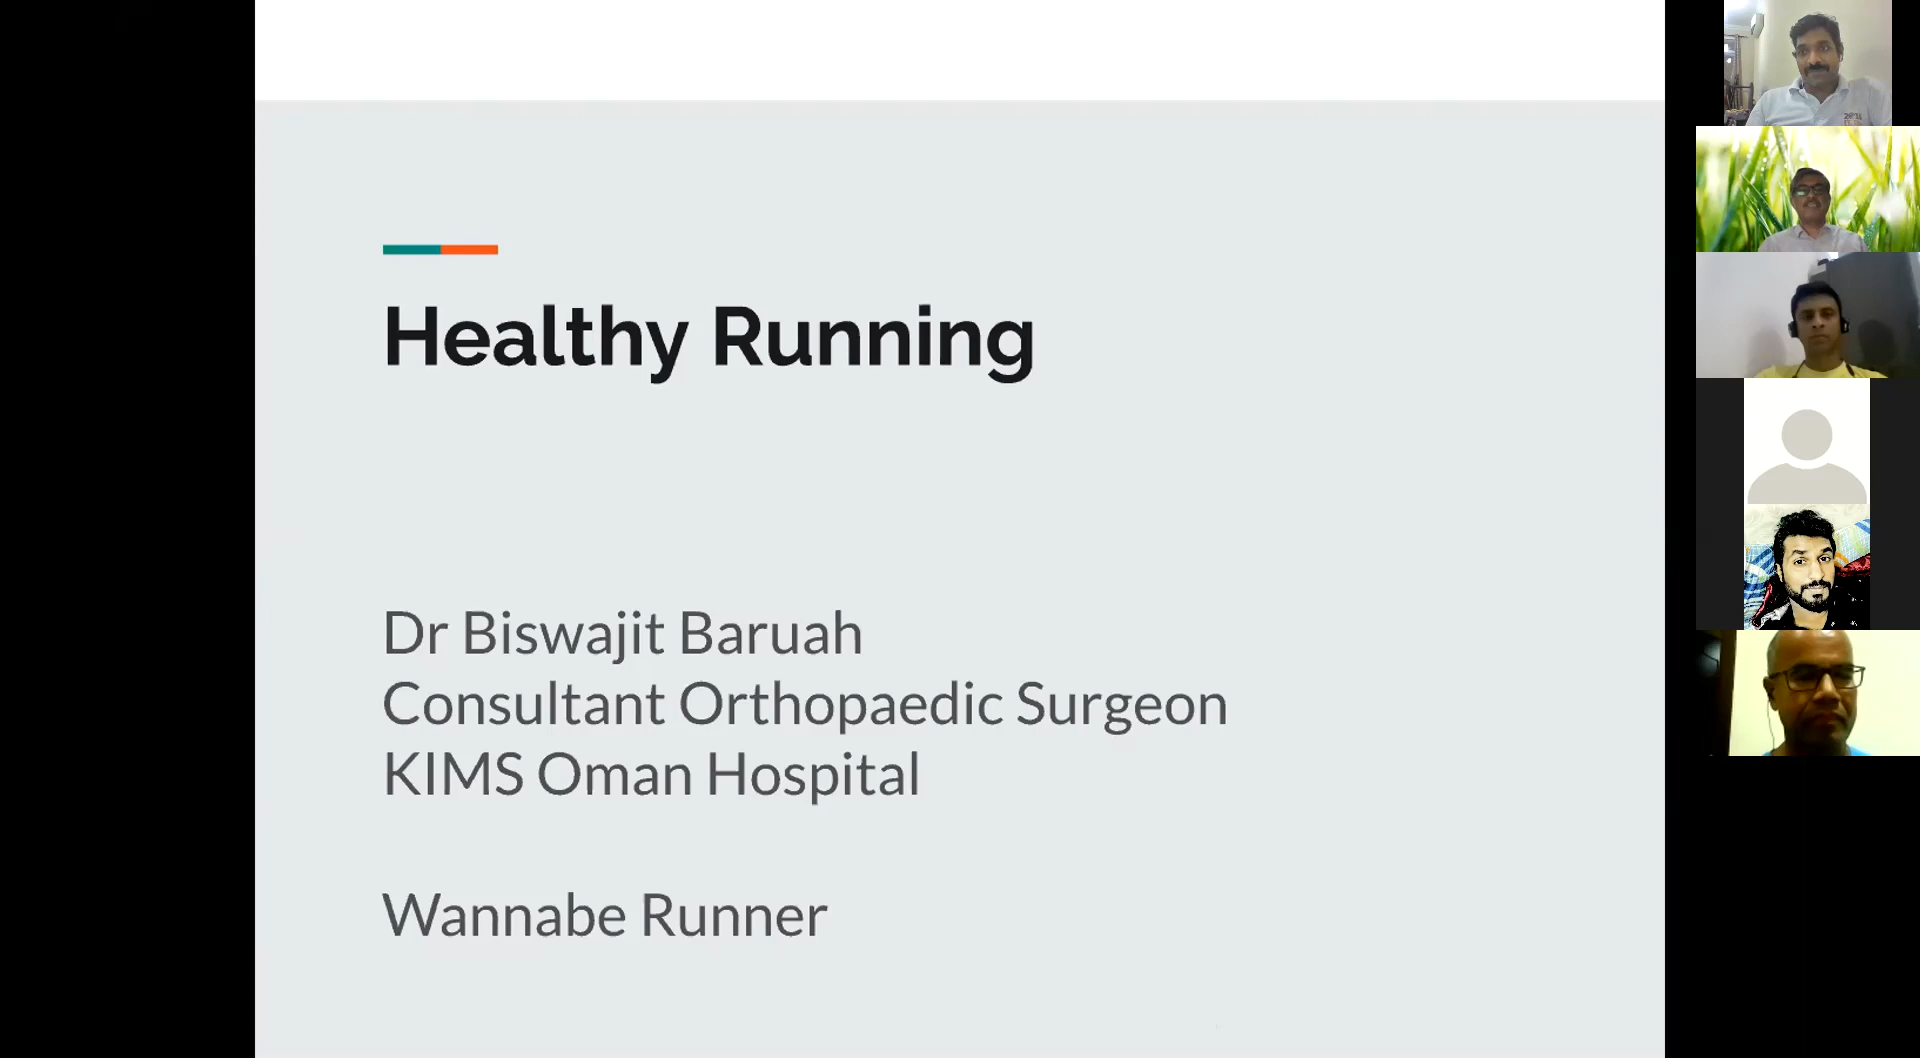 Healthy Running
Dr Biswajit Baruah
Consultant Orthopaedic Surgeon
KIMS Oman Hospital
Wannabe Runner